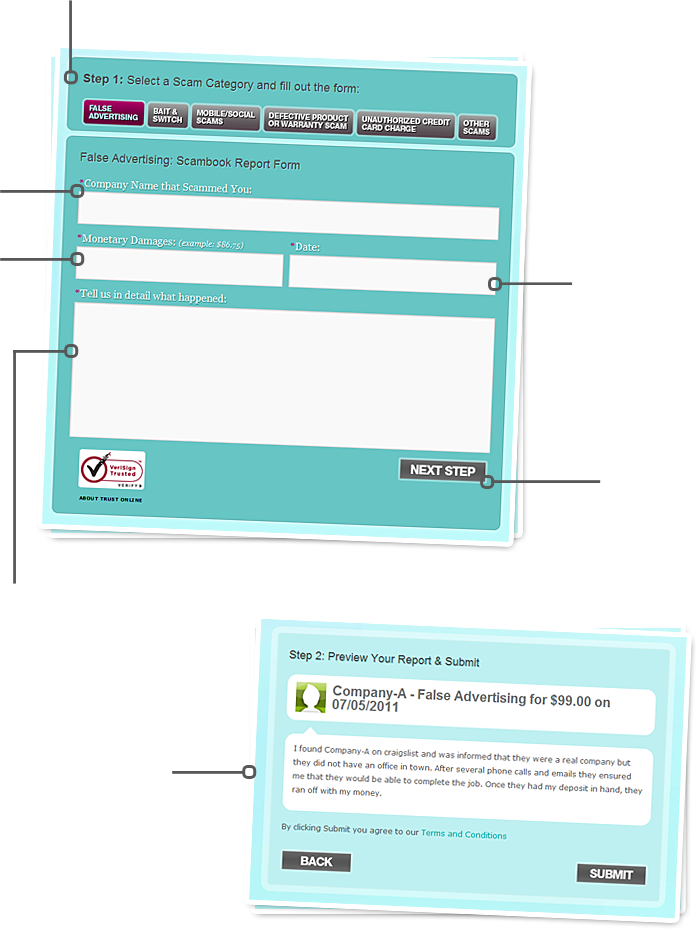 Step 1: Select a Scam Category and fill out the form:
FALSE
ADVERTISING
BAIT &
SWITCH
MOBILE/SOCIAL
SCAMS
DEFECTIVE PRODUCT
OR WARRANTY SCAM
UNAUTHORIZED CREDIT
CARD CHARGE
OTHER
SCAMS
False Advertising: Scambook Report Form
*Company Name that Scammed You:
*Monetary Damages: (example: $86.75)
*Date:
*Tell us in detail what happened:
VeriSign
Trusted
VERIFY
ABOUT TRUST ONLINE
NEXT STEP
Step 2: Preview Your Report & Submit
Company-A - False Advertising for $99.00 on
07/05/2011
I found Company-A on craigslist and was informed that they were a real company but
they did not have an office in town. After several phone calls and emails they ensured
me that they would be able to complete the job. Once they had my deposit in hand, they
ran off with my money.
By clicking Submit you agree to our Terms and Conditions
BACK
SUBMIT